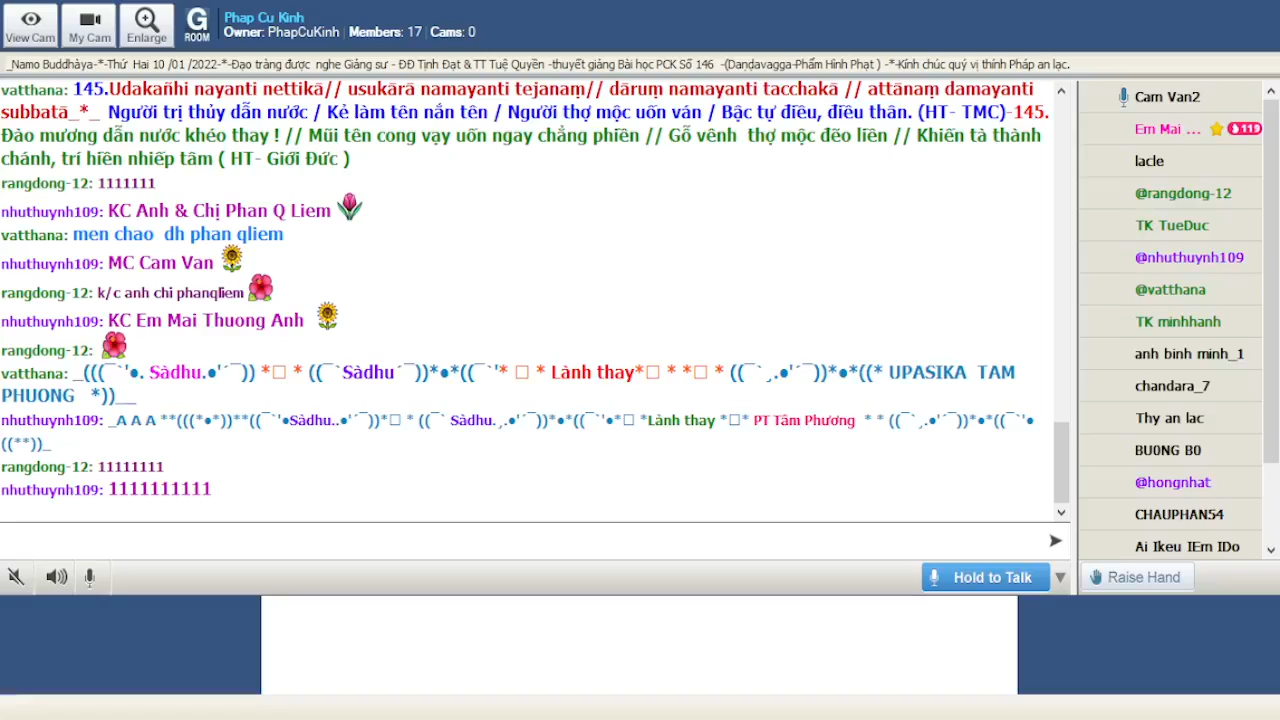 View Cam
My Cam
Enlarge
G
ROOM
Phap Cu Kinh
Owner: PhapCuKinh | Members: 17 | Cams: 0
_Namo Buddhàya-*-Thứ Hai 10 /01 /2022-*-Đạo tràng được nghe Giảng sư - ĐĐ Tịnh Đạt & TT Tuệ Quyền -thuyết giảng Bài học PCK Số 146 -(Daṇḍavagga-Phẩm Hình Phạt ) -*-Kính chúc quý vị thính Pháp an lạc.
vatthana: 145.Udakañhi nayanti nettikā// usukārā namayanti tejanaṃ// dāruṃ namayanti tacchakā // attānaṃ damayanti
subbatā_*_ Người trị thủy dẫn nước / Kẻ làm tên nắn tên / Người thợ mộc uốn ván / Bậc tự điều, điều thân. (HT- TMC)-145.
Đào mương dẫn nước khéo thay ! // Mũi tên cong vạy uốn ngay chẳng phiền // Gỗ vênh thợ mộc đẽo liền // Khiến tà thành
chánh, trí hiền nhiếp tâm ( HT- Giới Đức )
rangdong-12: 1111111
nhuthuynh109: KC Anh & Chị Phan Q Liem
vatthana: men chao dh phan qliem
nhuthuynh109: MC Cam Van
rangdong-12: k/c anh chi phanqliem
nhuthuynh109: KC Em Mai Thuong Anh
rangdong-12:
vatthana: _(((¯`'●. Sàdhu.●'´¯)) *□ * ((¯`Sàdhu´¯))*●*((¯`'* □ * Lành thay*□ * *□ * ((¯`¸.●'´¯))*●*((* UPASIKA TAM
PHUONG *))__
nhuthuynh109: _A A A **(((*●*))**((¯`'●Sàdhu..●'´¯))*□ * ((¯` Sàdhu.¸.●'´¯))*●*((¯`'●*□ *Lành thay *□* PT Tâm Phương * * ((¯`¸.●'´¯))*●*((¯`'●
((**))_
rangdong-12: 11111111
nhuthuynh109: 1111111111
Hold to Talk
Cam Van2
Em Mai ... 119
lacle
@rangdong-12
TK TueDuc
@nhuthuynh109
@vatthana
TK minhhanh
anh binh minh_1
chandara_7
Thy an lac
BU0NG B0
@hongnhat
CHAUPHAN54
Ai Ikeu IEm IDo
Raise Hand